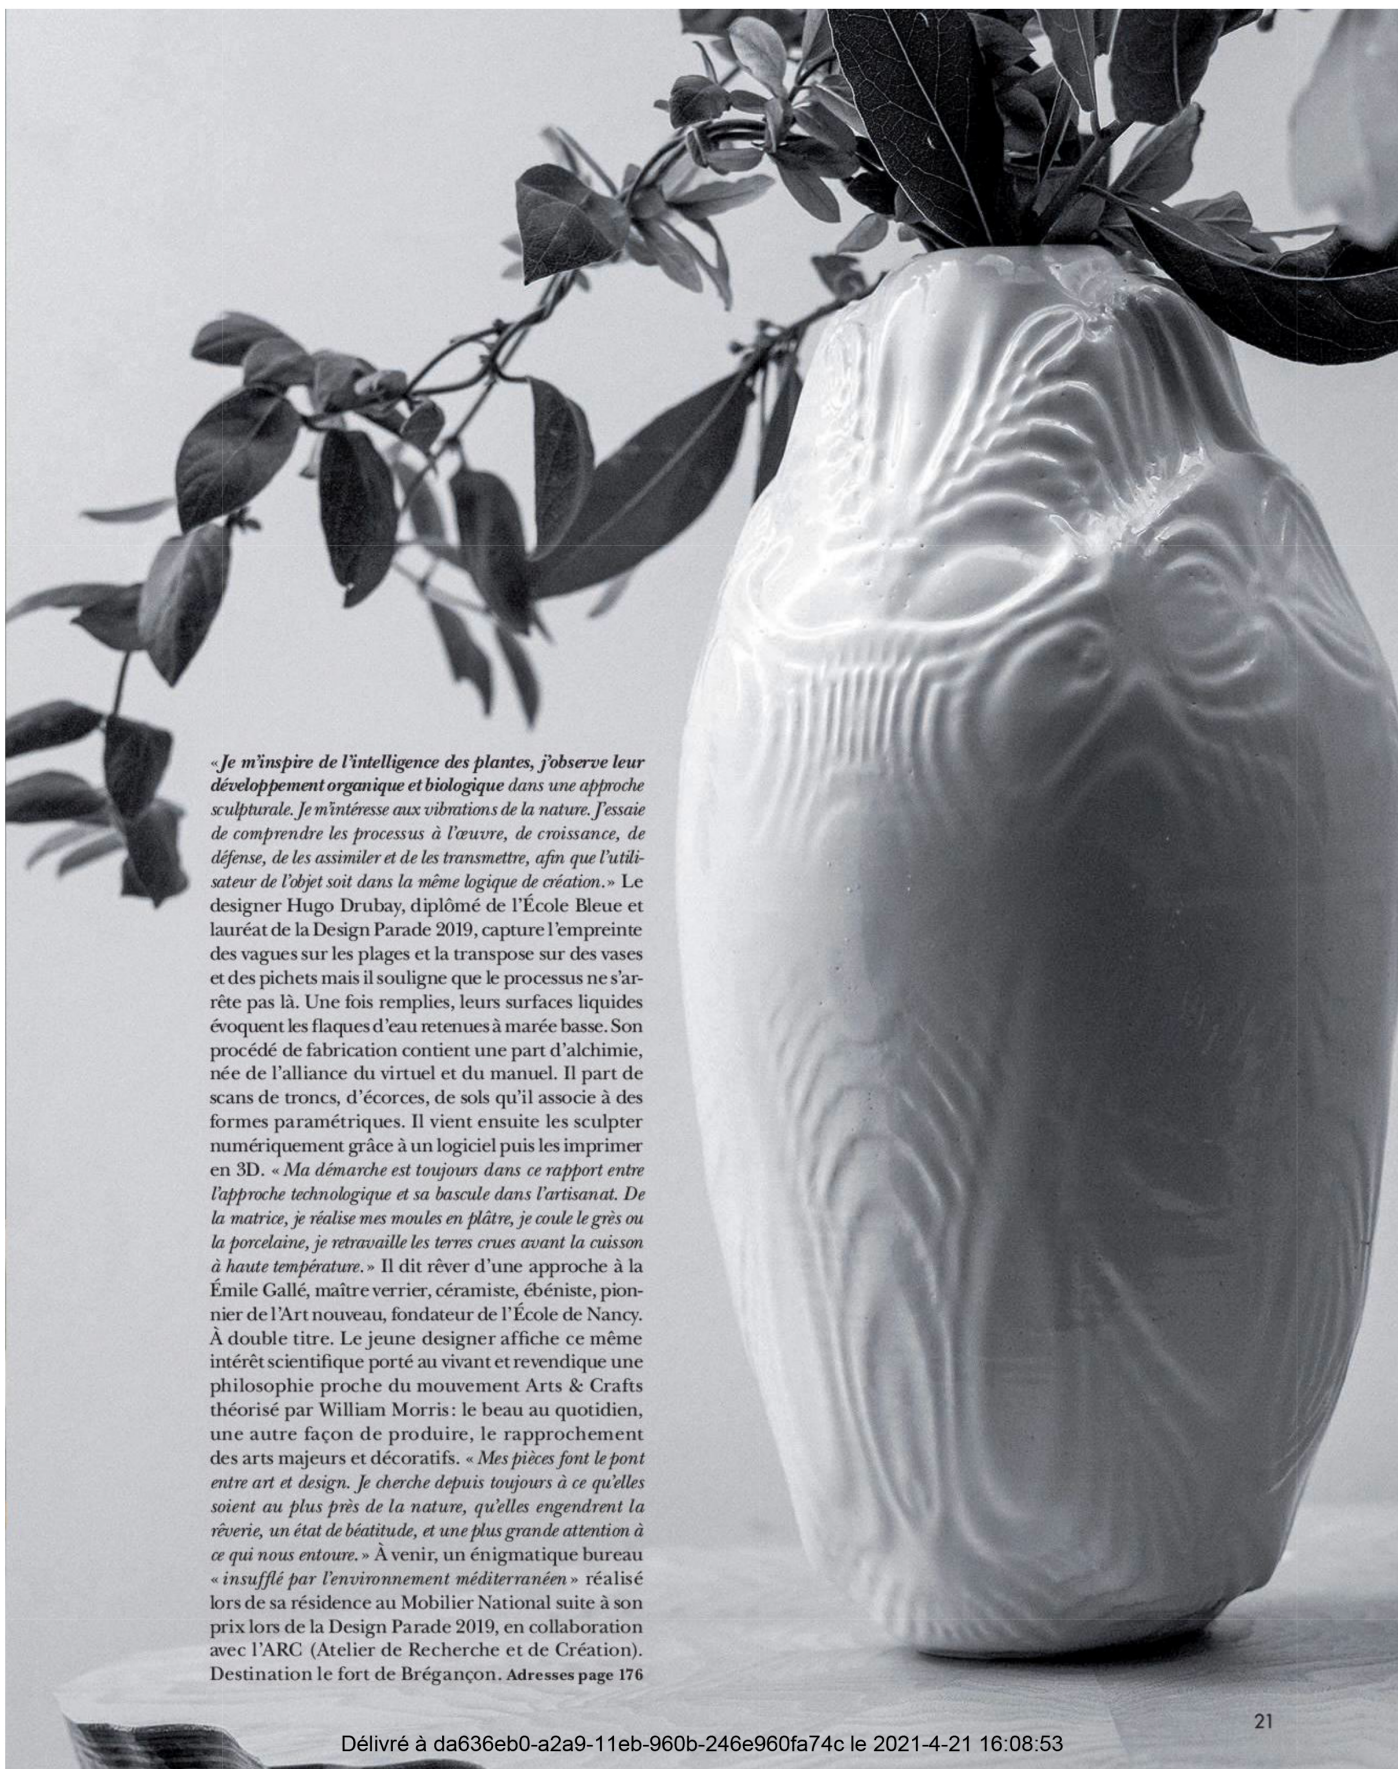 «Je m'inspire de l'intelligence des plantes, j'observe leur
développement organique et biologique dans une approche
sculpturale. Je m'intéresse aux vibrations de la nature. J'essaie
de comprendre les processus à l'œuvre, de croissance, de
défense, de les assimiler et de les transmettre, afin que l'utili-
sateur de l'objet soit dans la même logique de création.» Le
designer Hugo Drubay, diplômé de l'École Bleue et
lauréat de la Design Parade 2019, capture l'empreinte
des vagues sur les plages et la transpose sur des vases
et des pichets mais il souligne que le processus ne s'ar-
rête pas là. Une fois remplies, leurs surfaces liquides
évoquent les flaques d'eau retenues à marée basse. Son
procédé de fabrication contient une part d'alchimie,
née de l'alliance du virtuel et du manuel. Il part de
scans de troncs, d'écorces, de sols qu'il associe à des
formes paramétriques. Il vient ensuite les sculpter
numériquement grâce à un logiciel puis les imprimer
en 3D. «Ma démarche est toujours dans ce rapport entre
l'approche technologique et sa bascule dans l'artisanat. De
la matrice, je réalise mes moules en plâtre, je coule le grès ou
la porcelaine, je retravaille les terres crues avant la cuisson
à haute température.» Il dit rêver d'une approche à la
Émile Gallé, maître verrier, céramiste, ébéniste, pion-
nier de l'Art nouveau, fondateur de l'École de Nancy.
À double titre. Le jeune designer affiche ce même
intérêt scientifique porté au vivant et revendique une
philosophie proche du mouvement Arts & Crafts
théorisé par William Morris: le beau au quotidien,
une autre façon de produire, le rapprochement
des arts majeurs et décoratifs. «Mes pièces font le pont
entre art et design. Je cherche depuis toujours à ce qu'elles
soient au plus près de la nature, qu'elles engendrent la
rêverie, un état de béatitude, et une plus grande attention à
ce qui nous entoure.» À venir, un énigmatique bureau
«insufflé par l'environnement méditerranéen» réalisé
lors de sa résidence au Mobilier National suite à son
prix lors de la Design Parade 2019, en collaboration
avec l'ARC (Atelier de Recherche et de Création).
Destination le fort de Brégançon. Adresses page 176
21
Délivré à da636eb0-a2a9-11eb-960b-246e960fa74c le 2021-4-21 16:08:53